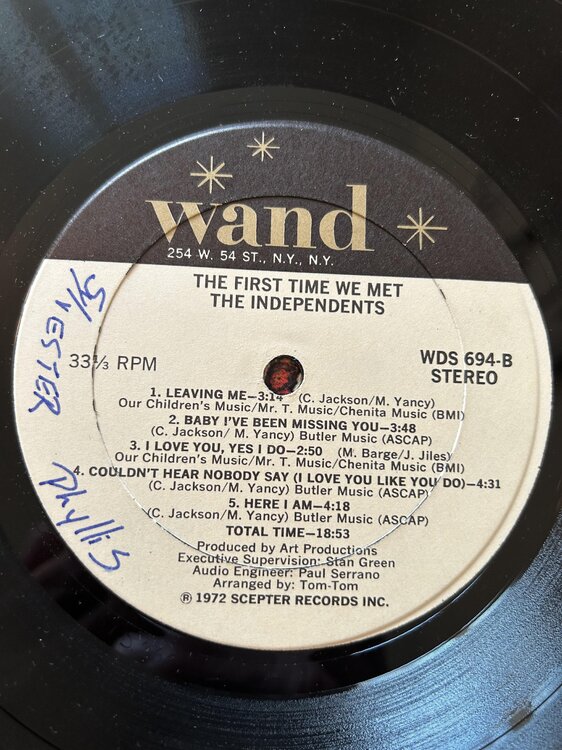 wand
254 W. 54 ST., N.Y., N.Y.
THE FIRST TIME WE MET
THE INDEPENDENTS
SYLVESTER
Phyllis
33⅓ RPM
WDS 694-B
STEREO
1. LEAVING ME—3:14 (C. Jackson/M. Yancy)
Our Children's Music/Mr. T. Music/Chenita Music (BMI)
2. BABY I'VE BEEN MISSING YOU—3:48
(C. Jackson/ M. Yancy) Butler Music (ASCAP)
3. I LOVE YOU, YES I DO—2:50 (M. Barge/J. Jiles)
Our Children's Music/Mr. T. Music/Chenita Music (BMI)
4. COULDN'T HEAR NOBODY SAY (I LOVE YOU LIKE YOU DO)—4:31
(C. Jackson/M. Yancy) Butler Music (ASCAP)
5. HERE I AM—4:18
(C. Jackson/M. Yancy) Butler Music (ASCAP)
TOTAL TIME—18:53
Produced by Art Productions
Executive Supervision: Stan Green
Audio Engineer: Paul Serrano
Arranged by: Tom-Tom
℗ 1972 SCEPTER RECORDS INC.